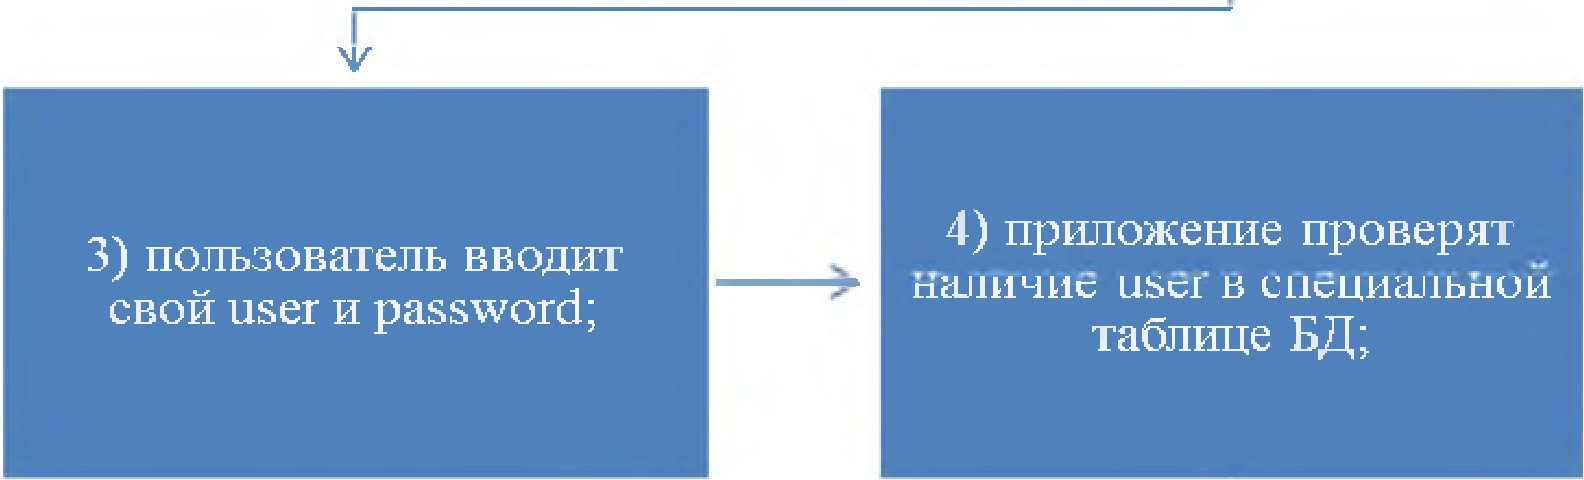 3) пользователь вводит
свой user и password;
4) приложение проверят
наличие user в специальной
таблице БД;